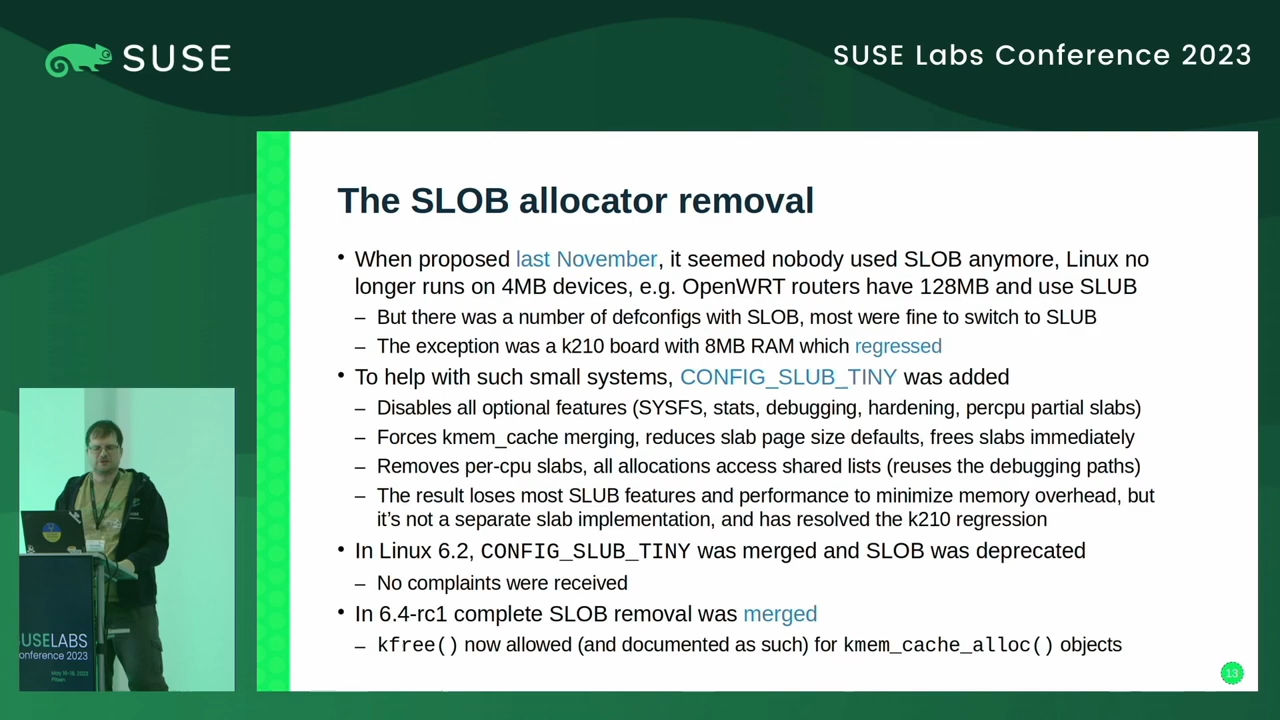 SUSE
SUSE Labs Conference 2023
The SLOB allocator removal
• When proposed last November, it seemed nobody used SLOB anymore, Linux no
longer runs on 4MB devices, e.g. OpenWRT routers have 128MB and use SLUB
– But there was a number of defconfigs with SLOB, most were fine to switch to SLUB
– The exception was a k210 board with 8MB RAM which regressed
• To help with such small systems, CONFIG_SLUB_TINY was added
– Disables all optional features (SYSFS, stats, debugging, hardening, percpu partial slabs)
– Forces kmem_cache merging, reduces slab page size defaults, frees slabs immediately
– Removes per-cpu slabs, all allocations access shared lists (reuses the debugging paths)
– The result loses most SLUB features and performance to minimize memory overhead, but
it's not a separate slab implementation, and has resolved the k210 regression
• In Linux 6.2, CONFIG_SLUB_TINY was merged and SLOB was deprecated
– No complaints were received
• In 6.4-rc1 complete SLOB removal was merged
– kfree() now allowed (and documented as such) for kmem_cache_alloc() objects
13
USELABS
onference 2023
May 16-18, 2023
Pilsen